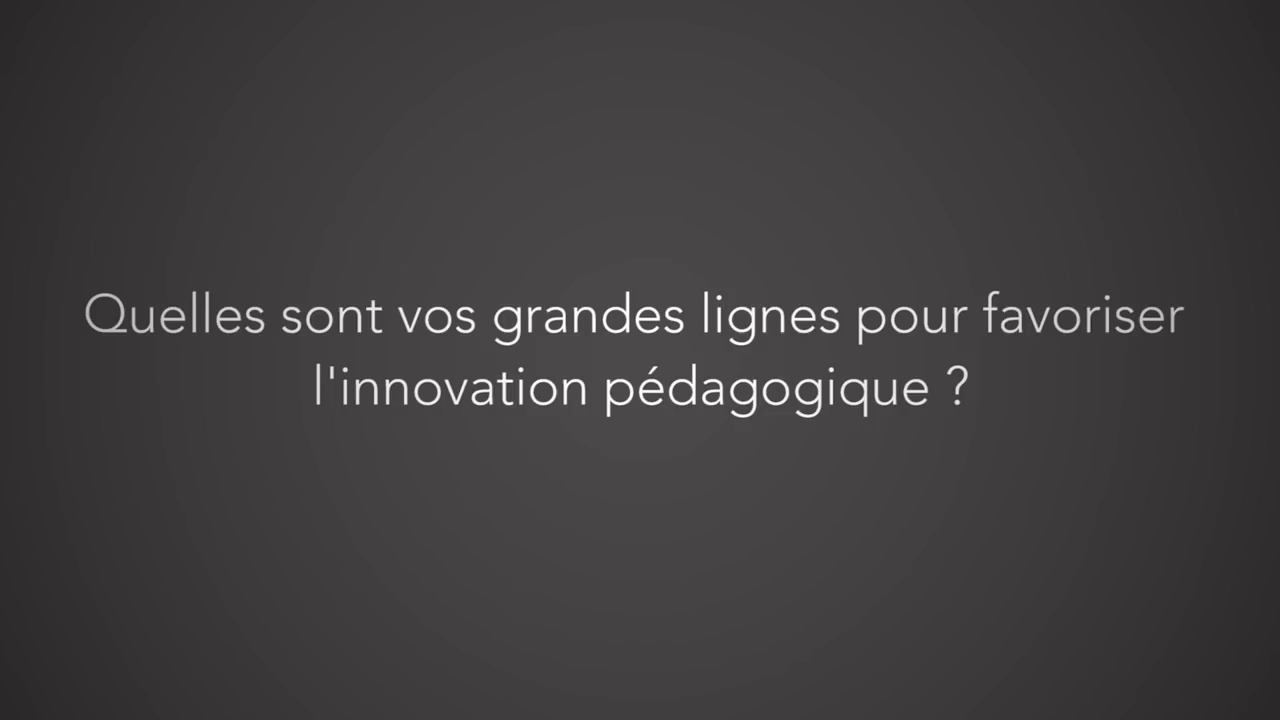 Quelles sont vos grandes lignes pour favoriser
l'innovation pédagogique ?